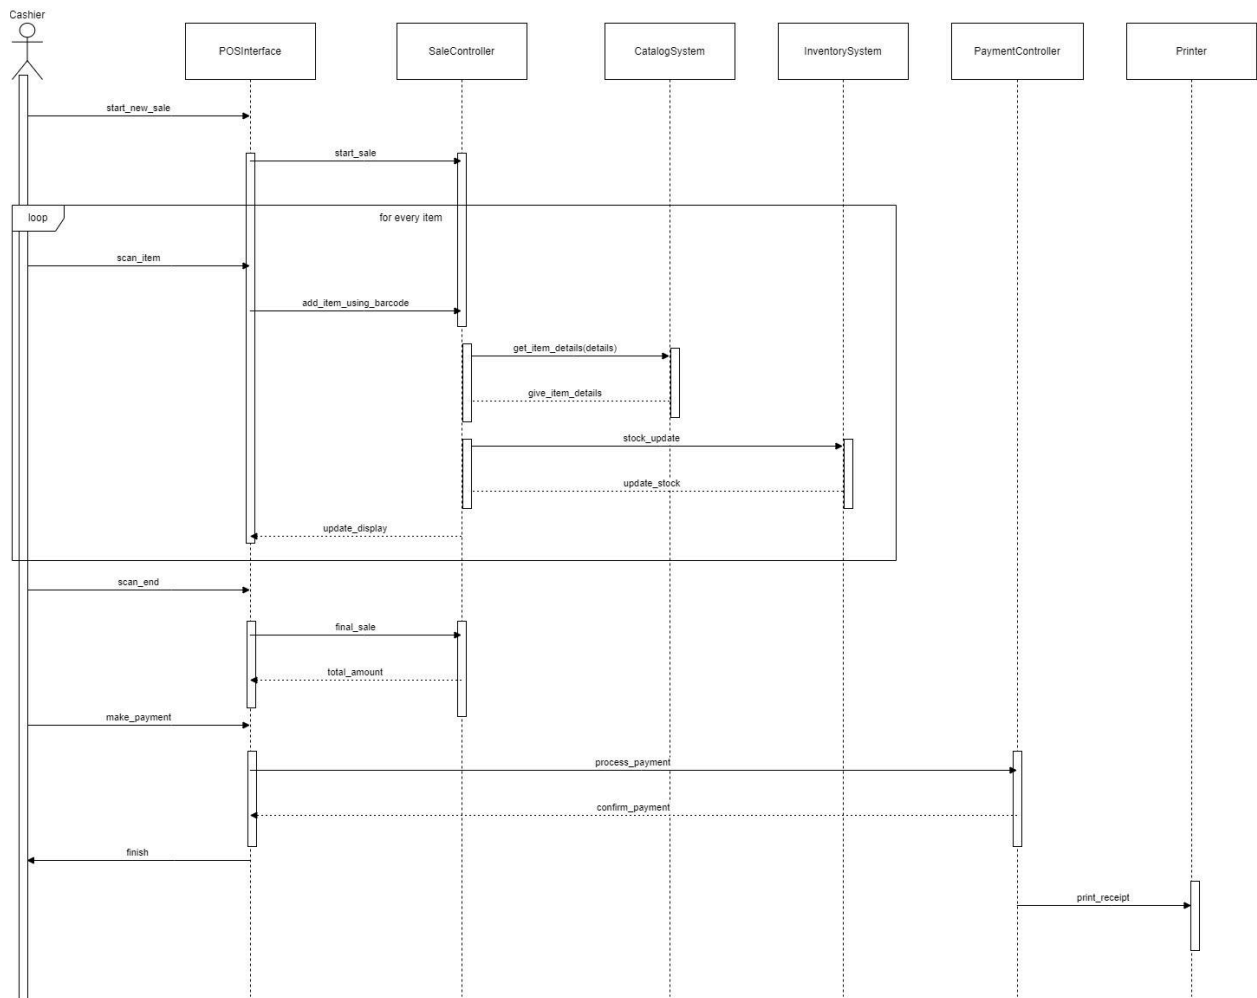 Cashier
POSInterface
SaleController
CatalogSystem
InventorySystem
PaymentController
Printer
start_new_sale
start_sale
loop
for every item
scan_item
add_item_using_barcode
get_item_details(details)
give_item_details
stock_update
update_stock
update_display
scan_end
final_sale
total_amount
make_payment
process_payment
confirm_payment
finish
print_receipt